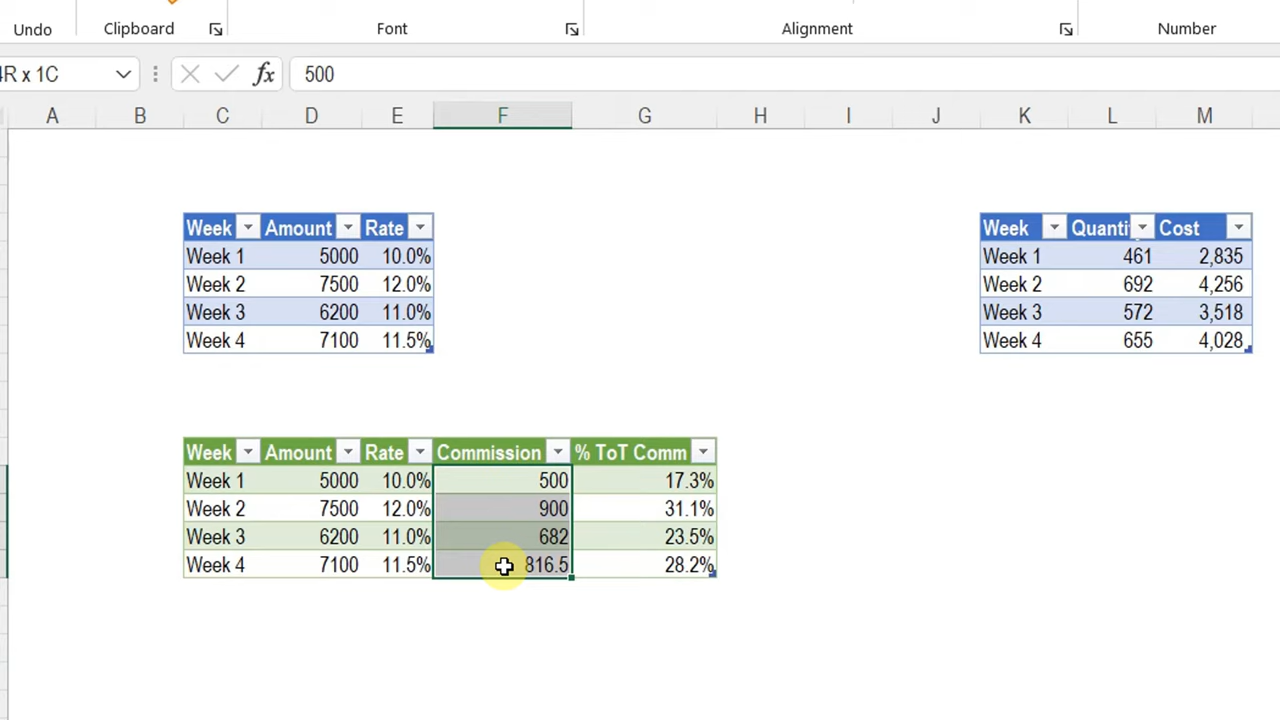 Undo Clipboard Font Alignment Number
4R x 1C fx 500
A B C D E F G H I J K L M
Week Amount Rate
Week 1 5000 10.0%
Week 2 7500 12.0%
Week 3 6200 11.0%
Week 4 7100 11.5%
Week Quanti Cost
Week 1 461 2,835
Week 2 692 4,256
Week 3 572 3,518
Week 4 655 4,028
Week Amount Rate Commission % ToT Comm
Week 1 5000 10.0% 500 17.3%
Week 2 7500 12.0% 900 31.1%
Week 3 6200 11.0% 682 23.5%
Week 4 7100 11.5% 816.5 28.2%